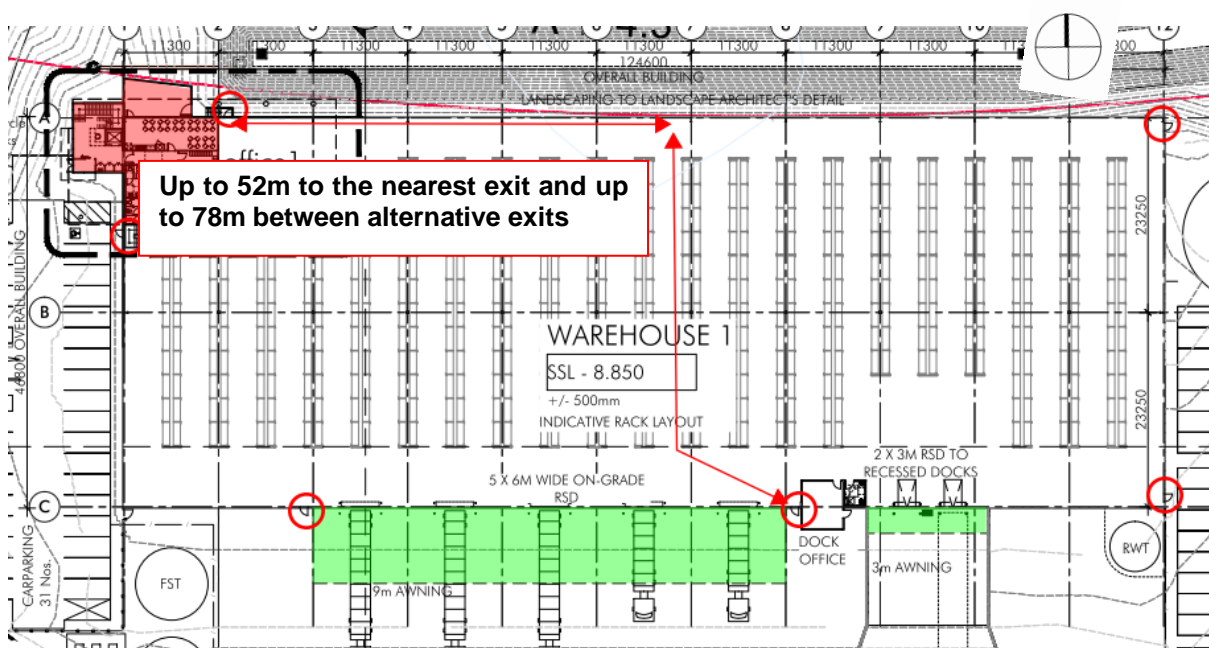 1 2 3 4 5 6 7 8 9 10 12
A 4.3
11300 11300 11300 11300 11300 11300 11300 11300 11300 300
124600
OVERALL BUILDING
LANDSCAPING TO LANDSCAPE ARCHITECT'S DETAIL
A
Up to 52m to the nearest exit and up
to 78m between alternative exits
23250
46800 OVERALL BUILDING
B
WAREHOUSE 1
SSL - 8.850
+/- 500mm
INDICATIVE RACK LAYOUT
23250
2 X 3M RSD TO
RECESSED DOCKS
5 X 6M WIDE ON-GRADE
RSD
C
DOCK
OFFICE
RWT
CARPARKING
31 Nos.
FST
9m AWNING
3m AWNING